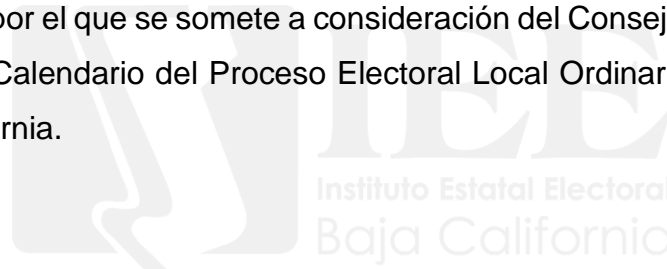 por el que se somete a consideración del Consej
Calendario del Proceso Electoral Local Ordinar
rnia.
IEE
Instituto Estatal Electoral
Baja California